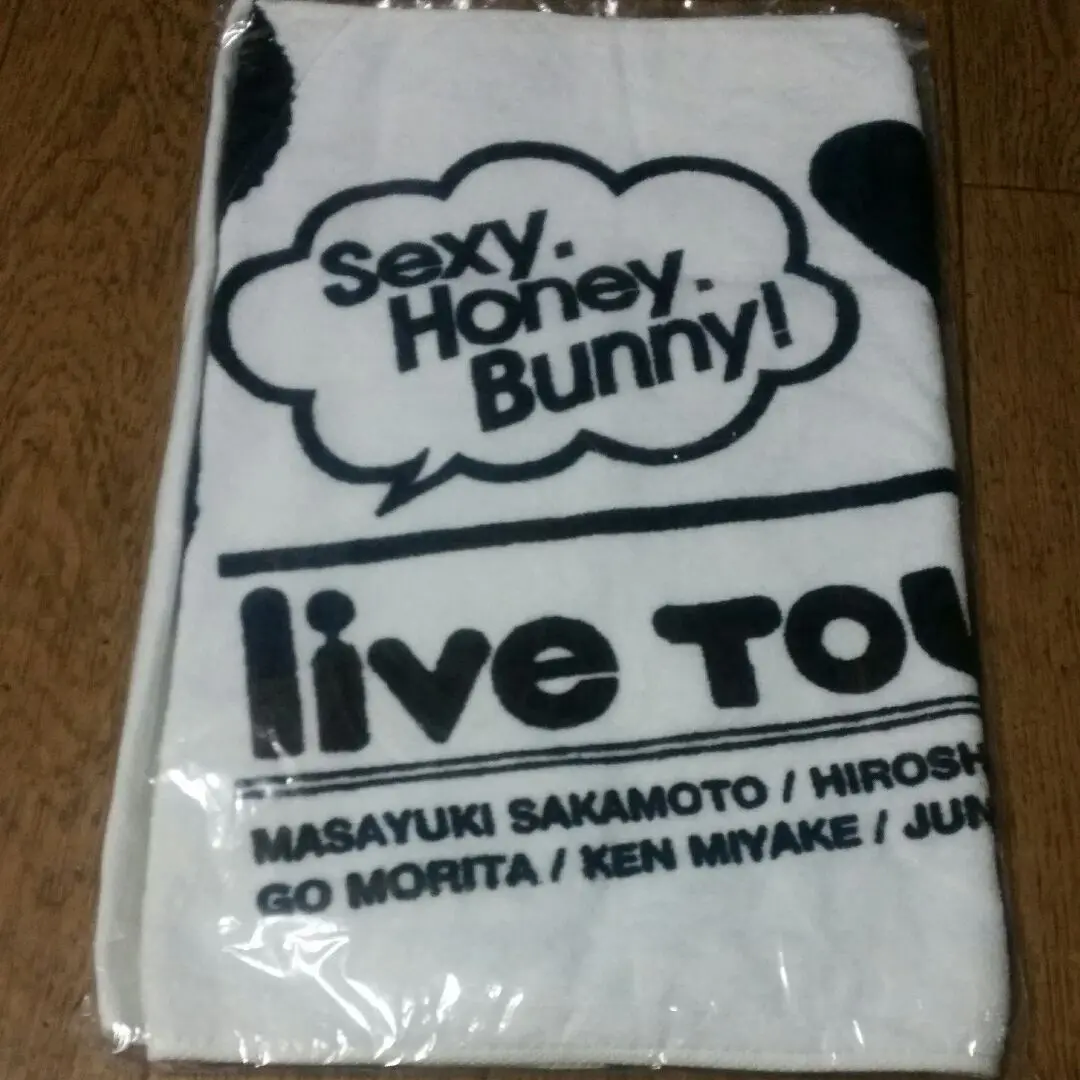 Sexy.
Honey.
Bunny!
live TOU
MASAYUKI SAKAMOTO / HIROSH
GO MORITA / KEN MIYAKE / JUN